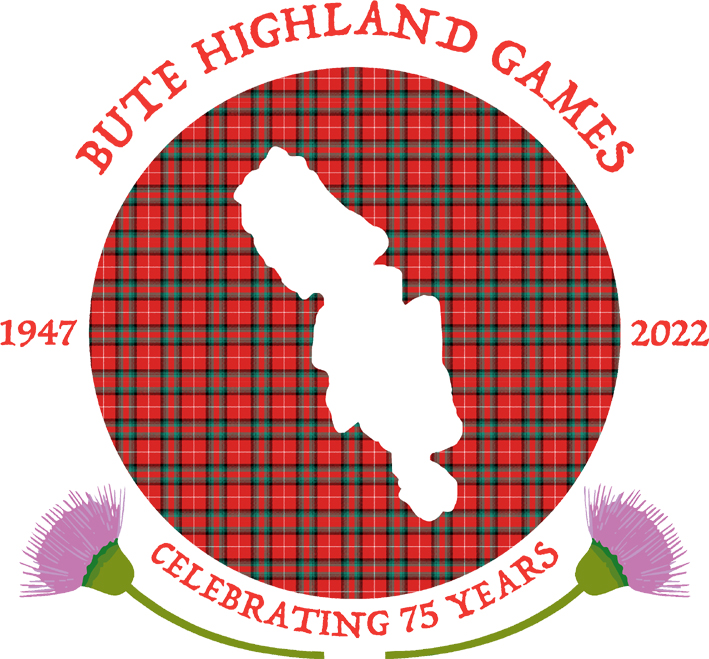 BUTE HIGHLAND GAMES
1947
2022
CELEBRATING 75 YEARS